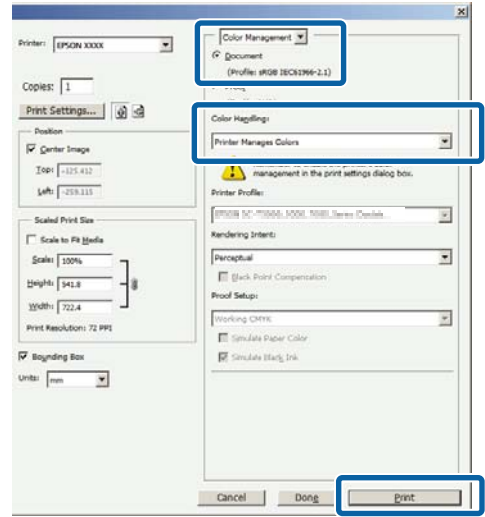 Printer: EPSON XXXX
Copies: 1
Print Settings...
Position
Center Image
Top: -125.412
Left: -259.115
Scaled Print Size
Scale to Fit Media
Scale: 100%
Height: 541.8
Width: 722.4
Print Resolution: 72 PPI
Bounding Box
Units: mm
Color Management
Document
(Profile: sRGB IEC61966-2.1)
Color Handling:
Printer Manages Colors
management in the print settings dialog box.
Printer Profile:
Rendering Intent:
Perceptual
Black Point Compensation
Proof Setup:
Working CMYK
Simulate Paper Color
Simulate Black Ink
Cancel
Done
Print